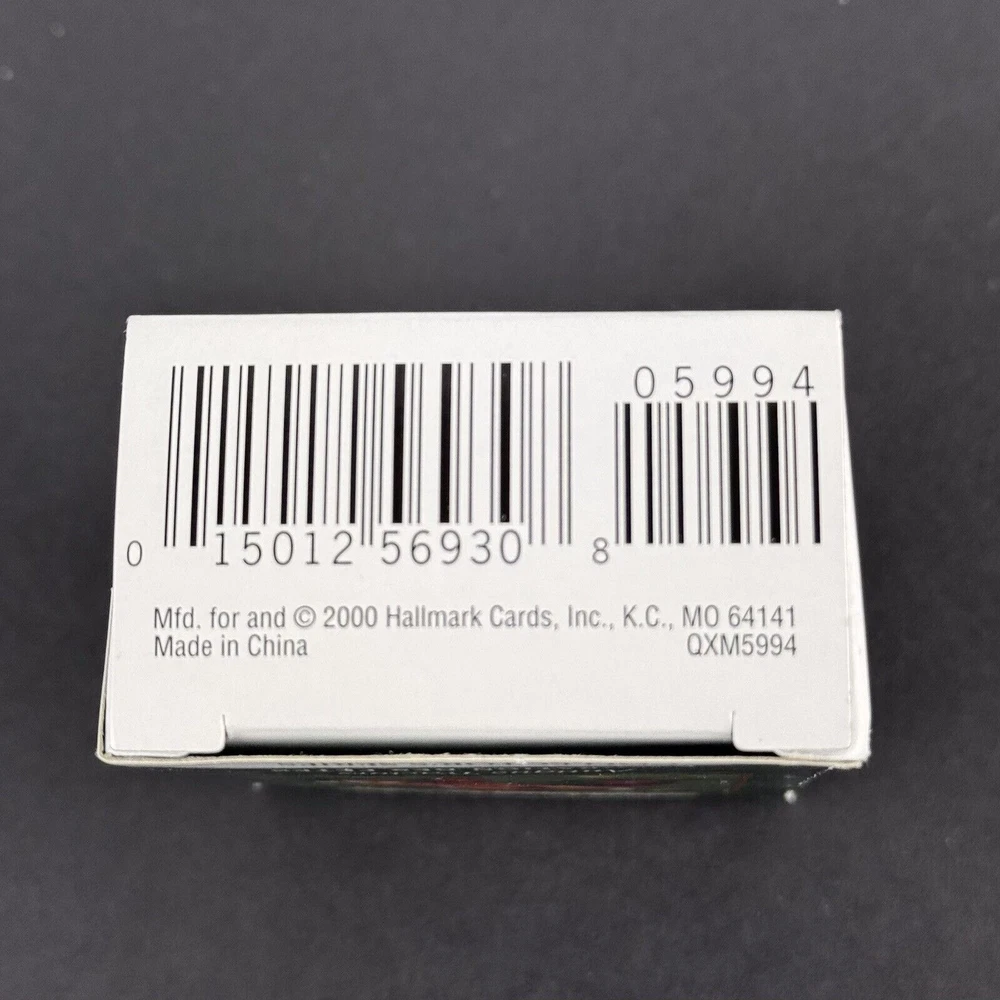 05994
0 15012 56930 8
Mfd. for and © 2000 Hallmark Cards, Inc., K.C., MO 64141
Made in China QXM5994